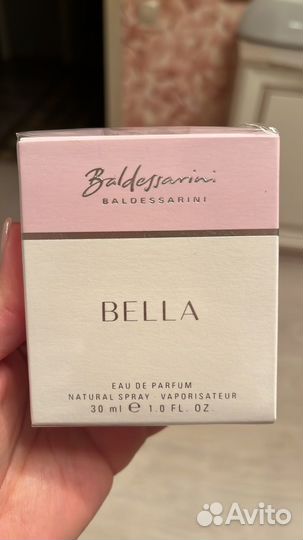 Baldessarini
BALDESSARINI
BELLA
EAU DE PARFUM
NATURAL SPRAY · VAPORISATEUR
30 ml ℮ 1.0 FL. OZ.
Avito